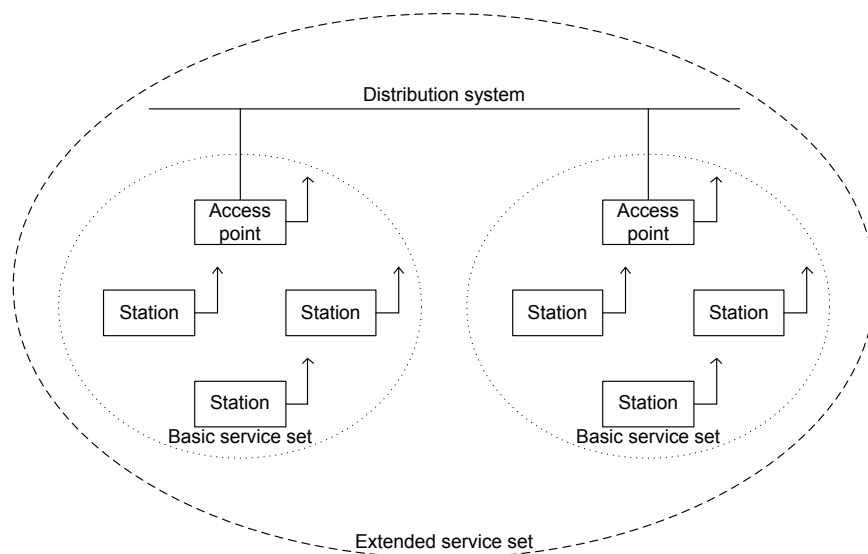 Distribution system
Access
point
Access
point
Station
Station
Station
Station
Station
Station
Basic service set
Basic service set
Extended service set